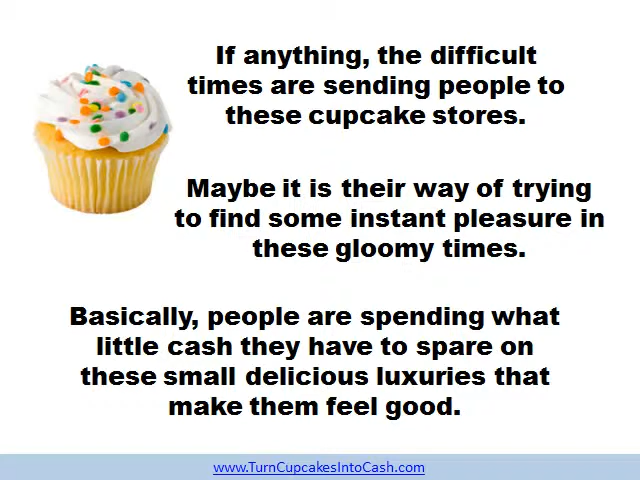 If anything, the difficult
times are sending people to
these cupcake stores.
Maybe it is their way of trying
to find some instant pleasure in
these gloomy times.
Basically, people are spending what
little cash they have to spare on
these small delicious luxuries that
make them feel good.
www.TurnCupcakesIntoCash.com